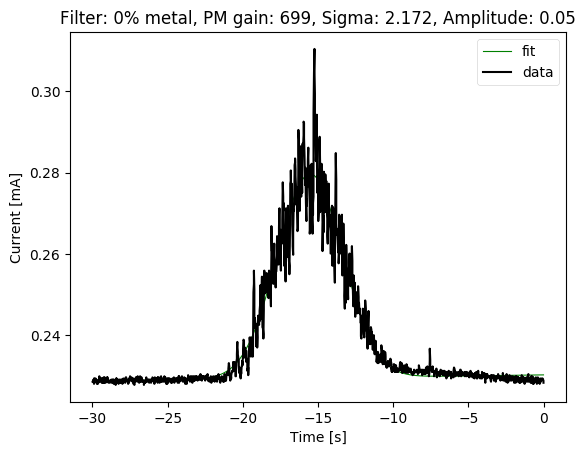 Filter: 0% metal, PM gain: 699, Sigma: 2.172, Amplitude: 0.05
fit
data
0.30
0.28
0.26
0.24
Current [mA]
−30 −25 −20 −15 −10 −5 0
Time [s]